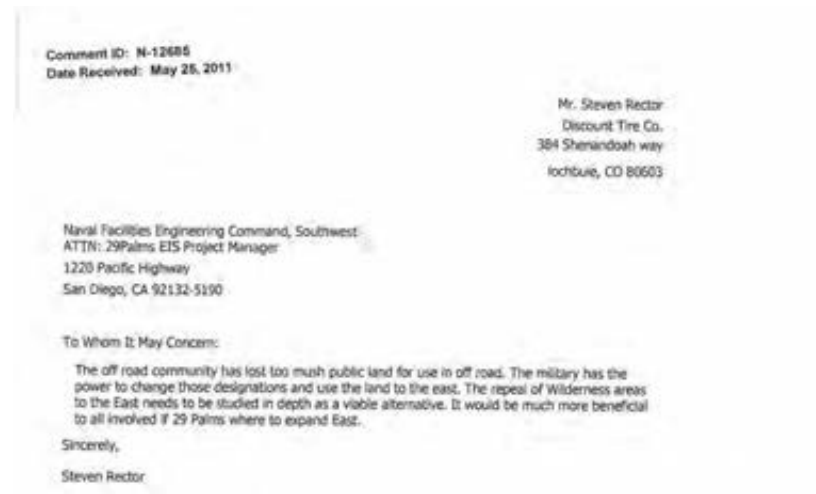 Comment ID: N-12685
Date Received: May 25, 2011
Mr. Steven Rector
Discount Tire Co.
384 Shenandoah way
lochbuie, CO 80603
Naval Facilities Engineering Command, Southwest
ATTN: 29Palms EIS Project Manager
1220 Pacific Highway
San Diego, CA 92132-5190
To Whom It May Concern:
The off road community has lost too mush public land for use in off road. The military has the
power to change those designations and use the land to the east. The repeal of Wilderness areas
to the East needs to be studied in depth as a viable alternative. It would be much more beneficial
to all involved if 29 Palms where to expand East.
Sincerely,
Steven Rector